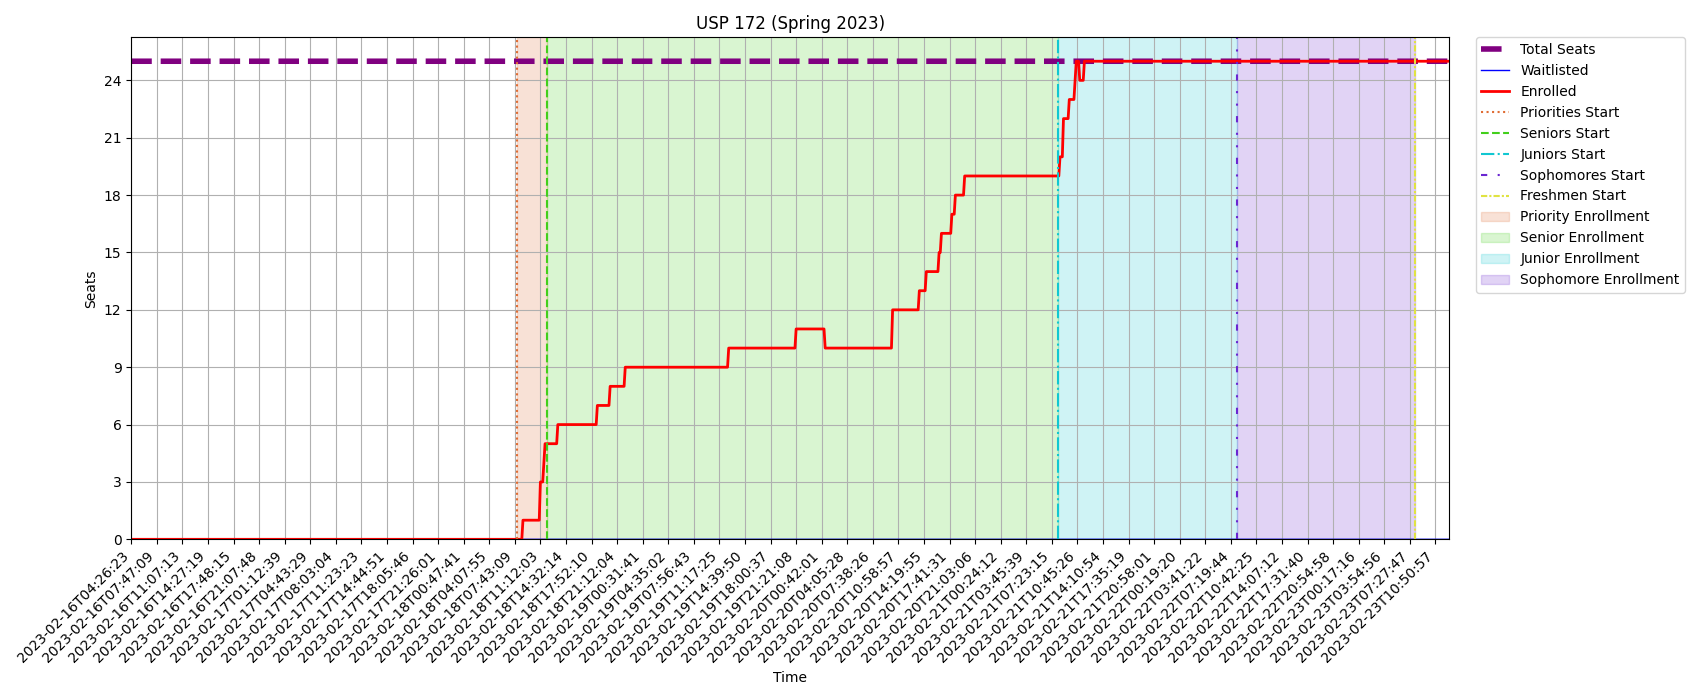 USP 172 (Spring 2023)
Total Seats
Waitlisted
Enrolled
Priorities Start
Seniors Start
Juniors Start
Sophomores Start
Freshmen Start
Priority Enrollment
Senior Enrollment
Junior Enrollment
Sophomore Enrollment
Seats
24
21
18
15
12
9
6
3
0
2023-02-16T04:26:23
2023-02-16T07:47:09
2023-02-16T11:07:13
2023-02-16T14:27:19
2023-02-16T17:48:15
2023-02-16T21:07:48
2023-02-17T01:12:39
2023-02-17T04:43:29
2023-02-17T08:03:04
2023-02-17T11:23:23
2023-02-17T14:44:51
2023-02-17T18:05:46
2023-02-17T21:26:01
2023-02-18T00:47:41
2023-02-18T04:07:55
2023-02-18T07:43:09
2023-02-18T11:12:03
2023-02-18T14:32:14
2023-02-18T17:52:10
2023-02-18T21:12:04
2023-02-19T00:31:41
2023-02-19T04:35:02
2023-02-19T07:56:43
2023-02-19T11:17:25
2023-02-19T14:39:50
2023-02-19T18:00:37
2023-02-19T21:21:08
2023-02-20T00:42:01
2023-02-20T04:05:28
2023-02-20T07:38:26
2023-02-20T10:58:57
2023-02-20T14:19:55
2023-02-20T17:41:31
2023-02-20T21:03:06
2023-02-21T00:24:12
2023-02-21T03:45:39
2023-02-21T07:23:15
2023-02-21T10:45:26
2023-02-21T14:10:54
2023-02-21T17:35:19
2023-02-21T20:58:01
2023-02-22T00:19:20
2023-02-22T03:41:22
2023-02-22T07:19:44
2023-02-22T10:42:25
2023-02-22T14:07:12
2023-02-22T17:31:40
2023-02-22T20:54:58
2023-02-23T00:17:16
2023-02-23T03:54:56
2023-02-23T07:27:47
2023-02-23T10:50:57
Time